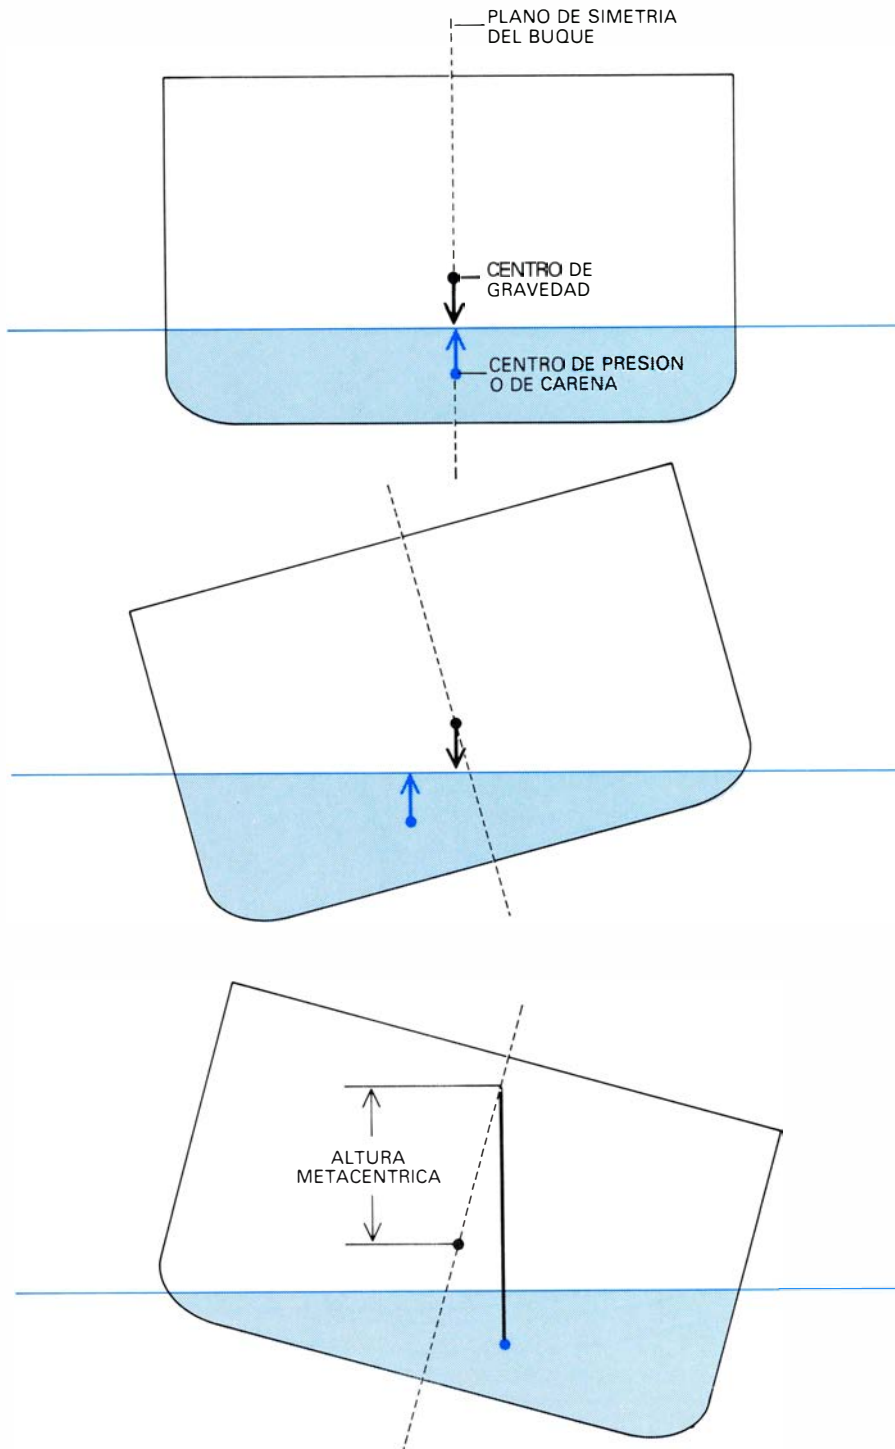 PLANO DE SIMETRIA
DEL BUQUE
CENTRO DE
GRAVEDAD
CENTRO DE PRESION
O DE CARENA
ALTURA
METACENTRICA